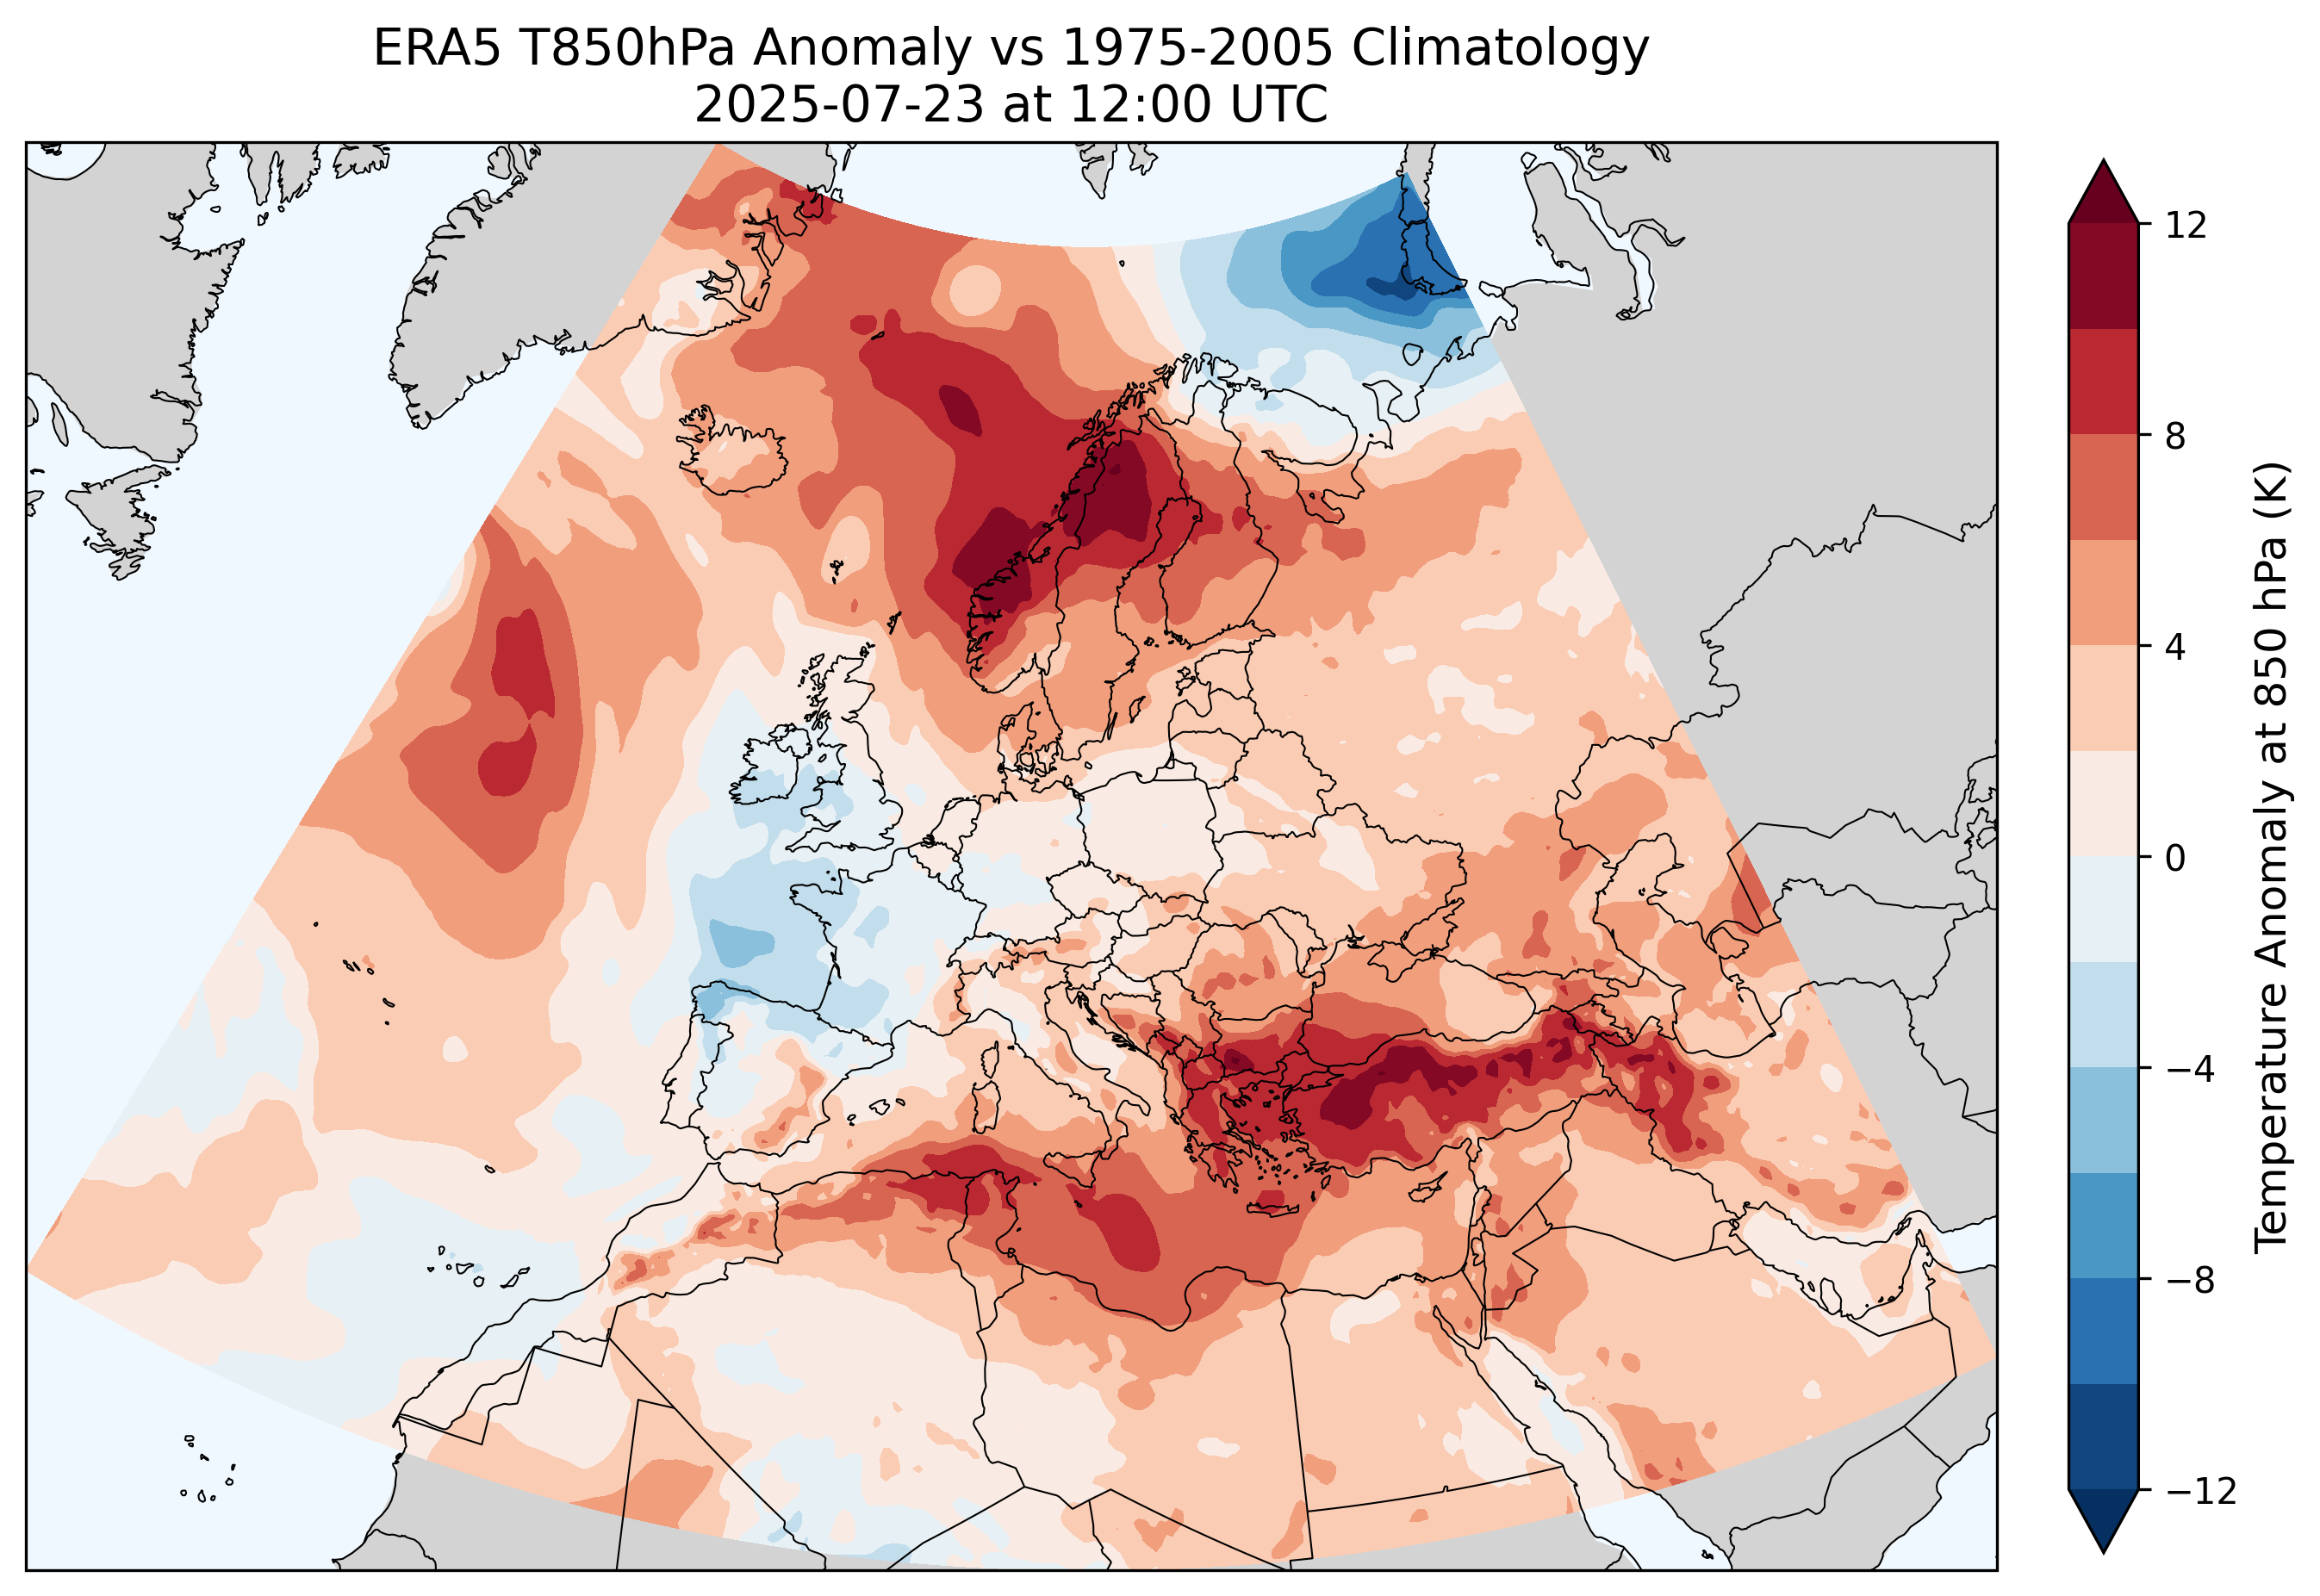 ERA5 T850hPa Anomaly vs 1975-2005 Climatology
2025-07-23 at 12:00 UTC
12
8
4
0
−4
−8
−12
Temperature Anomaly at 850 hPa (K)